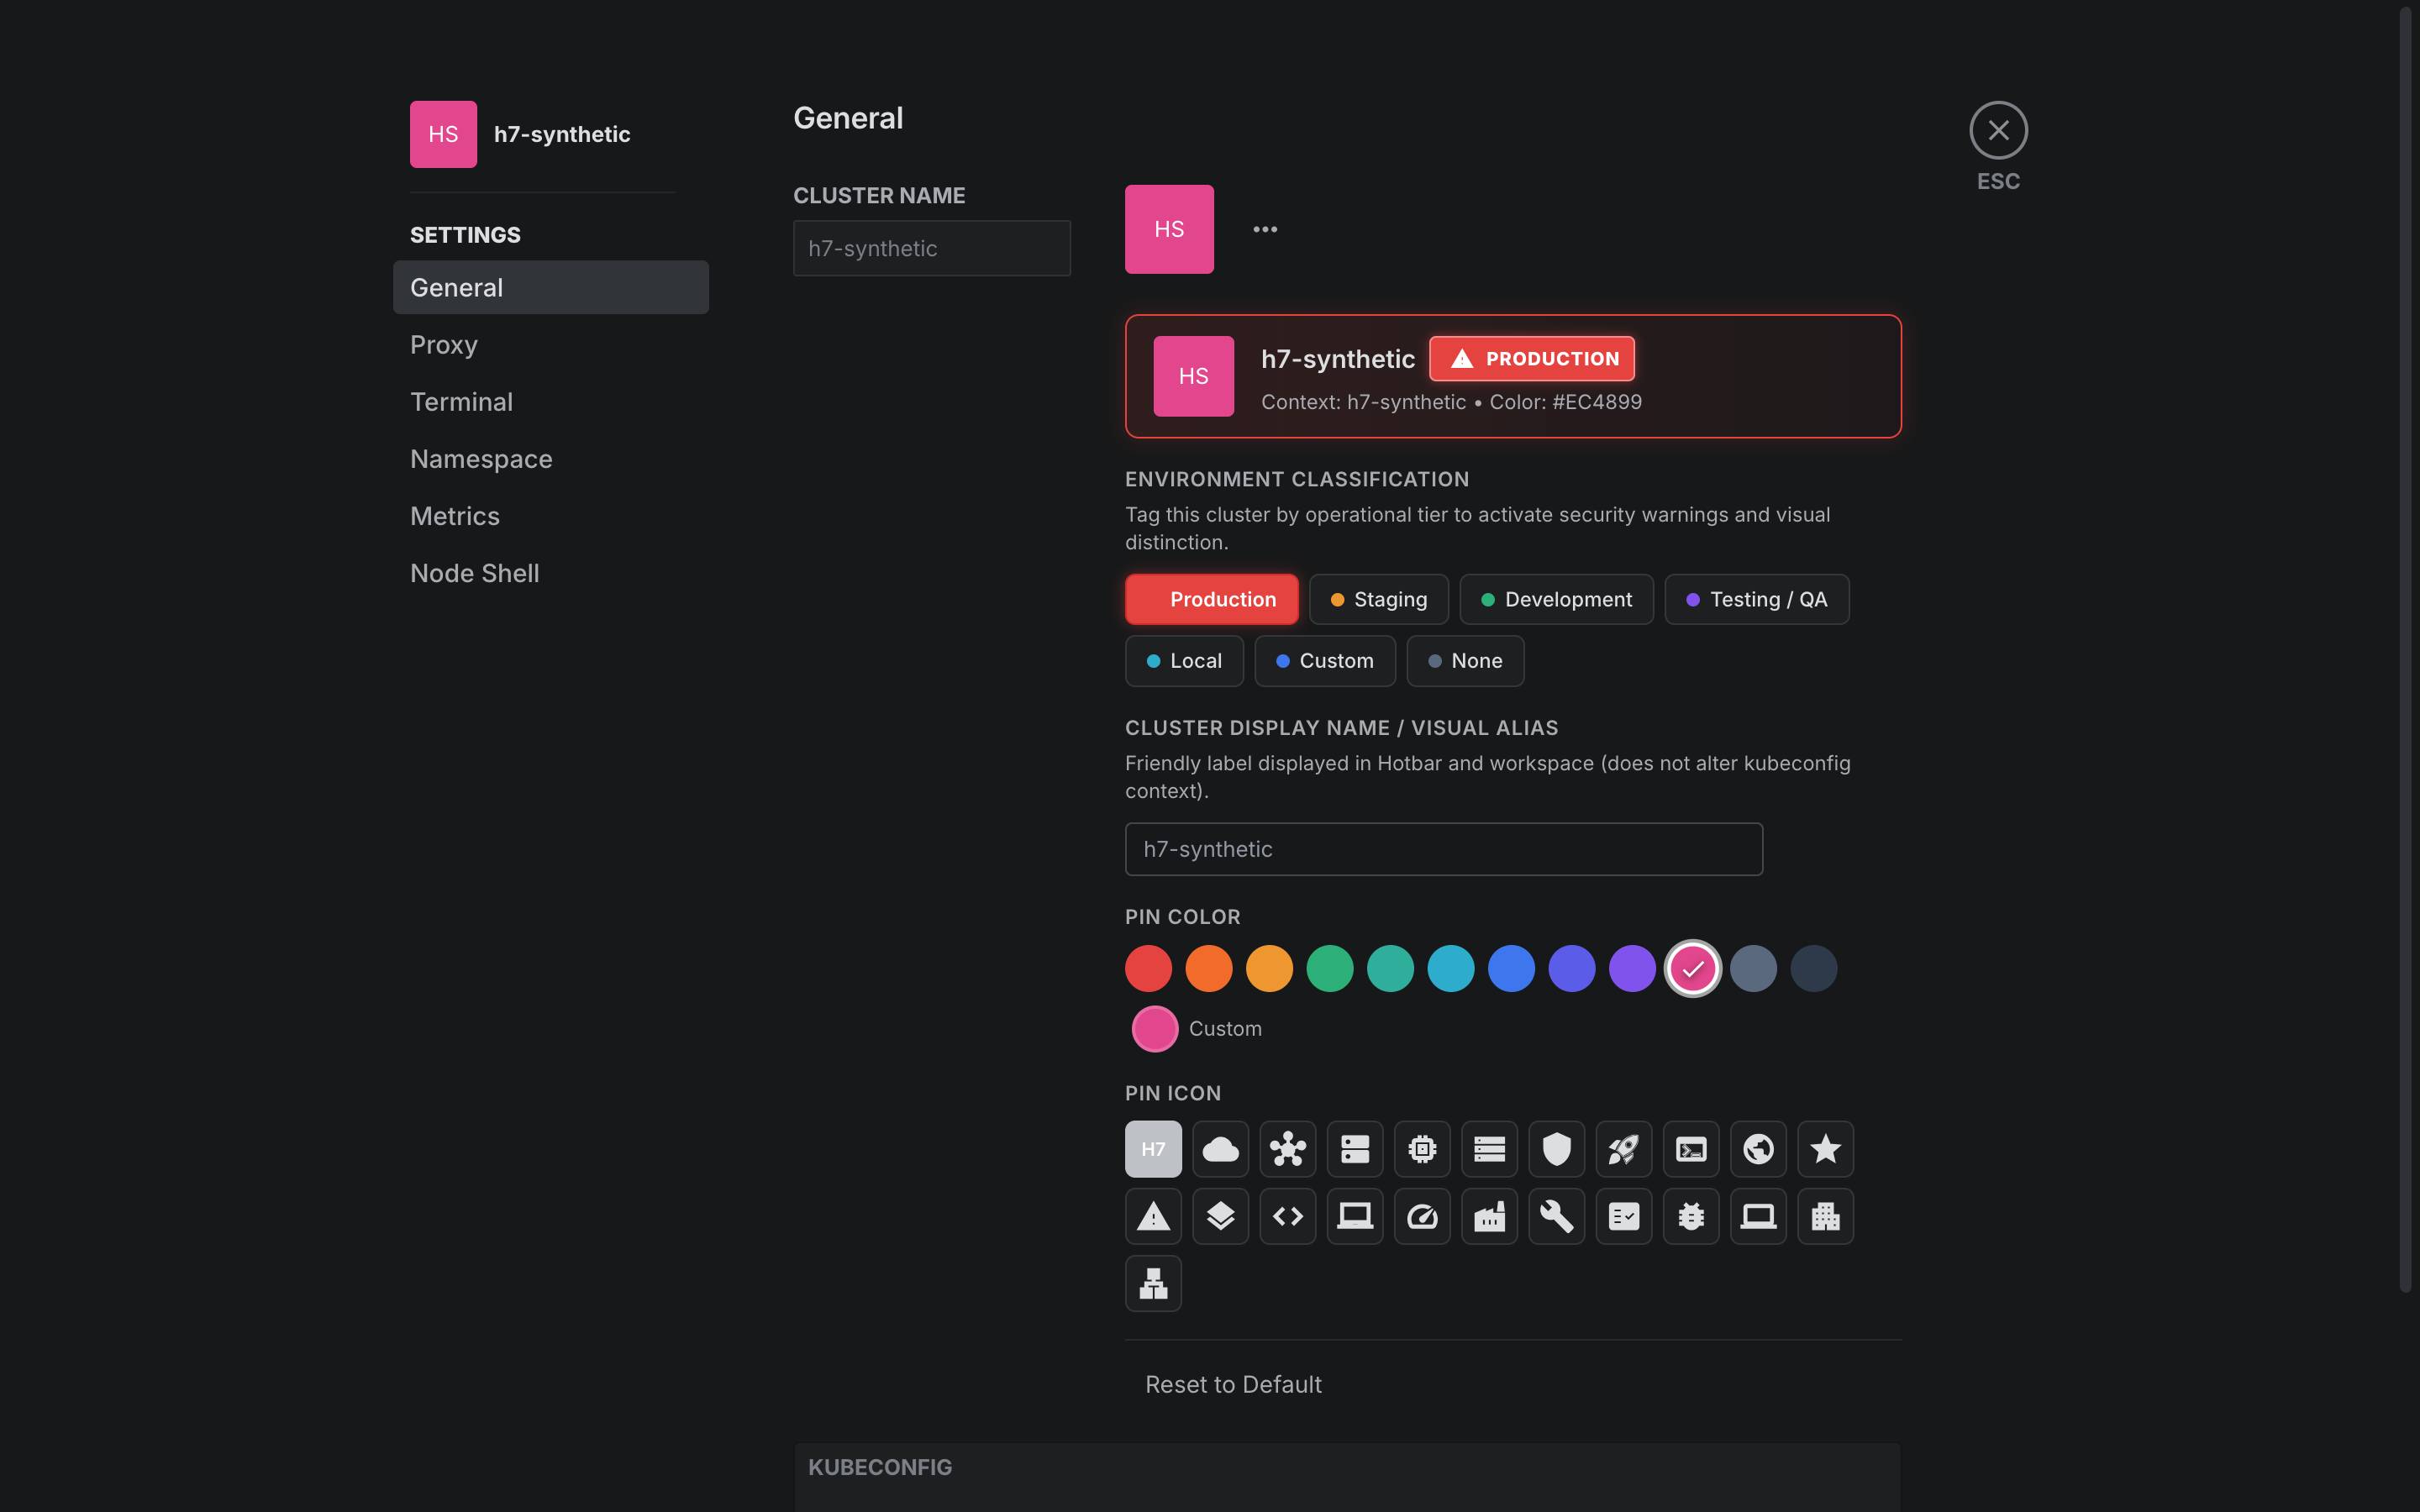 HS
h7-synthetic
SETTINGS
General
Proxy
Terminal
Namespace
Metrics
Node Shell
General
CLUSTER NAME
h7-synthetic
HS
•••
ESC
HS
h7-synthetic
PRODUCTION
Context: h7-synthetic • Color: #EC4899
ENVIRONMENT CLASSIFICATION
Tag this cluster by operational tier to activate security warnings and visual
distinction.
Production
Staging
Development
Testing / QA
Local
Custom
None
CLUSTER DISPLAY NAME / VISUAL ALIAS
Friendly label displayed in Hotbar and workspace (does not alter kubeconfig
context).
h7-synthetic
PIN COLOR
Custom
PIN ICON
H7
Reset to Default
KUBECONFIG